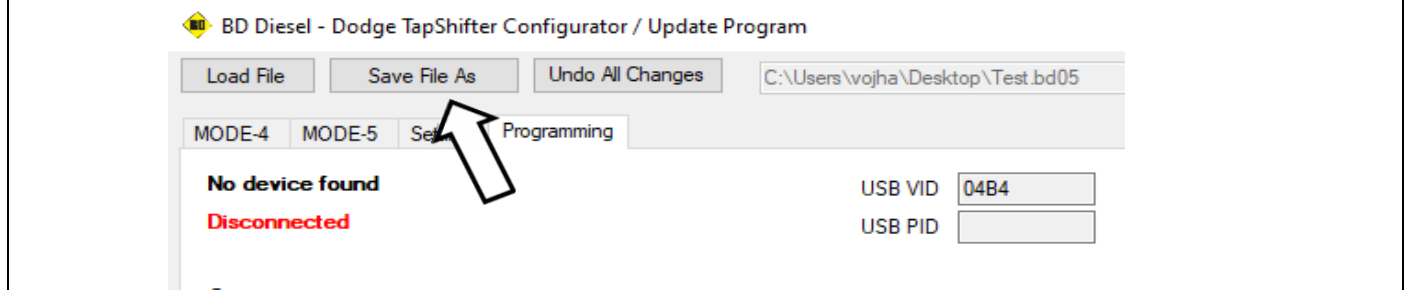 BD Diesel - Dodge TapShifter Configurator / Update Program
Load File Save File As Undo All Changes C:\Users\vojha\Desktop\Test.bd05
MODE-4 MODE-5 Programming
No device found USB VID 04B4
Disconnected USB PID